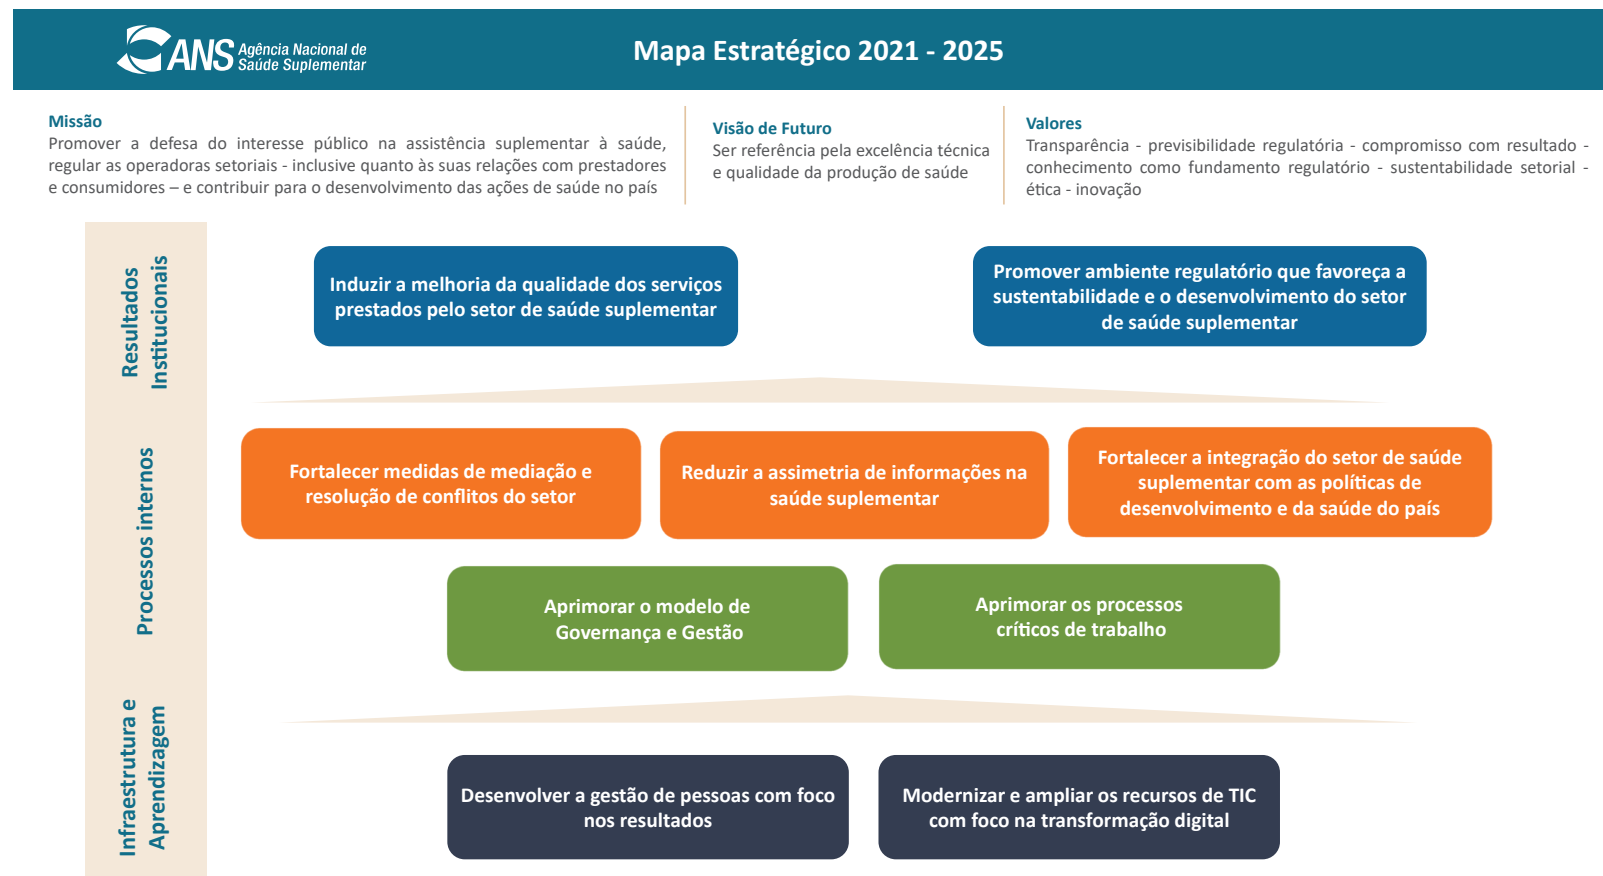 ANS Agência Nacional de
Saúde Suplementar
Mapa Estratégico 2021 - 2025
Missão
Promover a defesa do interesse público na assistência suplementar à saúde,
regular as operadoras setoriais - inclusive quanto às suas relações com prestadores
e consumidores – e contribuir para o desenvolvimento das ações de saúde no país
Visão de Futuro
Ser referência pela excelência técnica
e qualidade da produção de saúde
Valores
Transparência - previsibilidade regulatória - compromisso com resultado -
conhecimento como fundamento regulatório - sustentabilidade setorial -
ética - inovação
Resultados
Institucionais
Induzir a melhoria da qualidade dos serviços
prestados pelo setor de saúde suplementar
Promover ambiente regulatório que favoreça a
sustentabilidade e o desenvolvimento do setor
de saúde suplementar
Processos internos
Fortalecer medidas de mediação e
resolução de conflitos do setor
Reduzir a assimetria de informações na
saúde suplementar
Fortalecer a integração do setor de saúde
suplementar com as políticas de
desenvolvimento e da saúde do país
Aprimorar o modelo de
Governança e Gestão
Aprimorar os processos
críticos de trabalho
Infraestrutura e
Aprendizagem
Desenvolver a gestão de pessoas com foco
nos resultados
Modernizar e ampliar os recursos de TIC
com foco na transformação digital